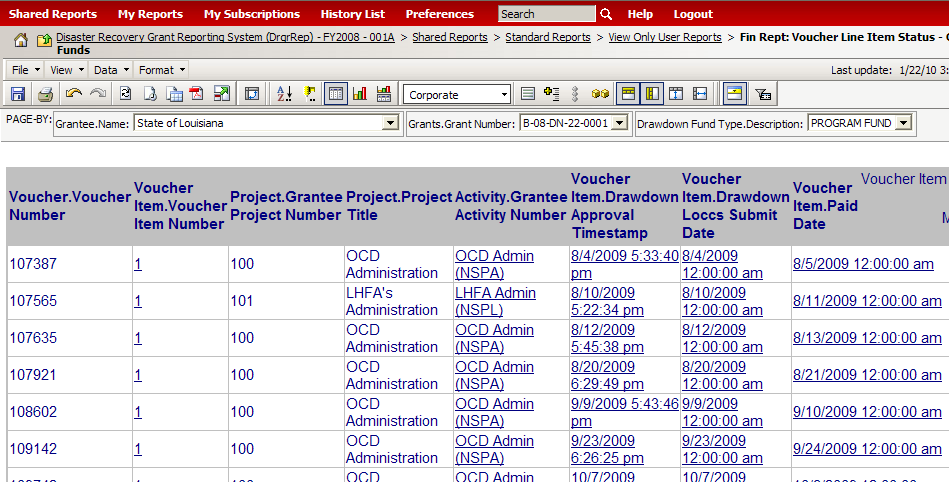 Shared Reports My Reports My Subscriptions History List Preferences Search Help Logout
Disaster Recovery Grant Reporting System (DrgrRep) - FY2008 - 001A > Shared Reports > Standard Reports > View Only User Reports > Fin Rept: Voucher Line Item Status -
Funds
File View Data Format Last update: 1/22/10 3:
Corporate
PAGE-BY: Grantee.Name: State of Louisiana Grants.Grant Number: B-08-DN-22-0001 Drawdown Fund Type.Description: PROGRAM FUND
Voucher.Voucher Number
Voucher Item.Voucher Item Number
Project.Grantee Project Number
Project.Project Title
Activity.Grantee Activity Number
Voucher Item.Drawdown Approval Timestamp
Voucher Item.Drawdown Loccs Submit Date
Voucher Item.Paid Date
Voucher Item
107387 1 100 OCD Administration OCD Admin (NSPA) 8/4/2009 5:33:40 pm 8/4/2009 12:00:00 am 8/5/2009 12:00:00 am
107565 1 101 LHFA's Administration LHFA Admin (NSPL) 8/10/2009 5:22:34 pm 8/10/2009 12:00:00 am 8/11/2009 12:00:00 am
107635 1 100 OCD Administration OCD Admin (NSPA) 8/12/2009 5:45:38 pm 8/12/2009 12:00:00 am 8/13/2009 12:00:00 am
107921 1 100 OCD Administration OCD Admin (NSPA) 8/20/2009 6:29:49 pm 8/20/2009 12:00:00 am 8/21/2009 12:00:00 am
108602 1 100 OCD Administration OCD Admin (NSPA) 9/9/2009 5:43:46 pm 9/9/2009 12:00:00 am 9/10/2009 12:00:00 am
109142 1 100 OCD Administration OCD Admin (NSPA) 9/23/2009 6:26:25 pm 9/23/2009 12:00:00 am 9/24/2009 12:00:00 am
OCD OCD Admin 10/7/2009 10/7/2009